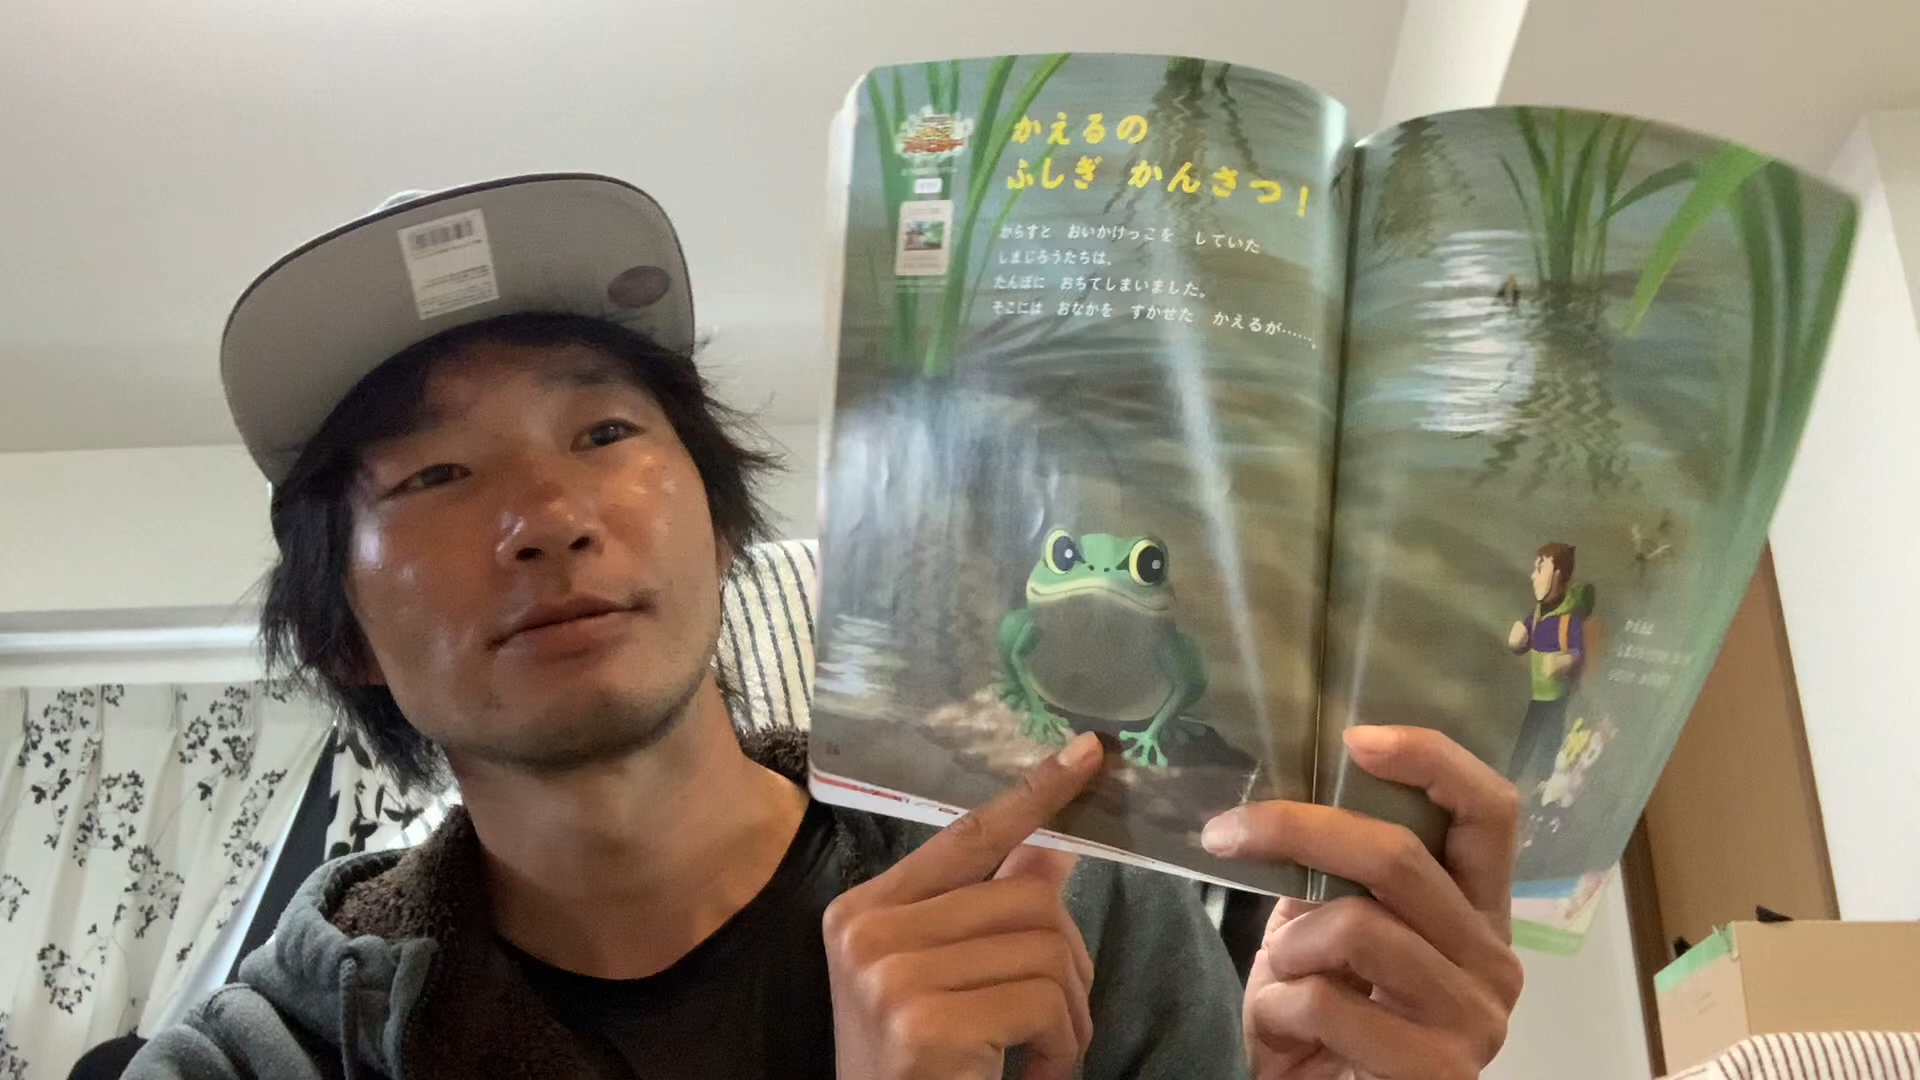 かえるの
ふしぎ かんさつ！
からすと おいかけっこを していた
しまじろうたちは、
たんぼに おちてしまいました。
そこには おなかを すかせた かえるが……。